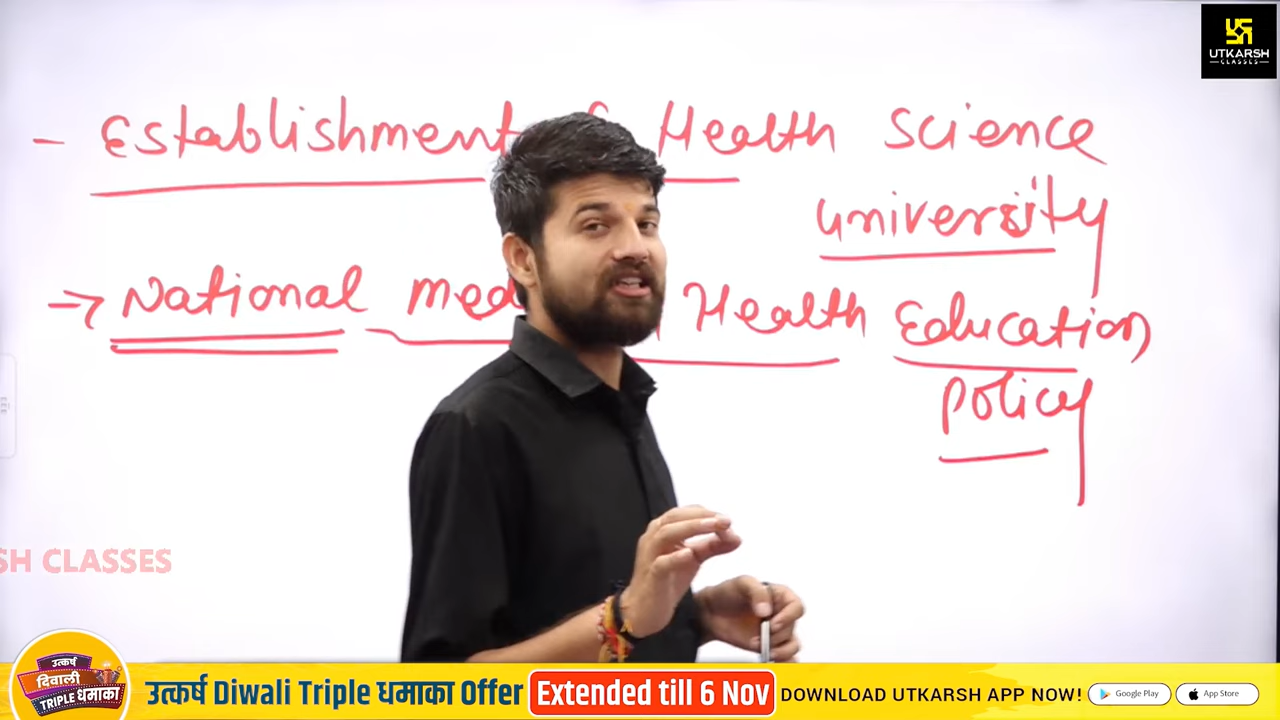 UTKARSH
CLASSES
- Establishment Health Science
University
→ National Health Education
Policy
SH CLASSES
उत्कर्ष
दिवाली
TRIPLE धमाका
उत्कर्ष Diwali Triple धमाका Offer Extended till 6 Nov DOWNLOAD UTKARSH APP NOW! Google Play App Store